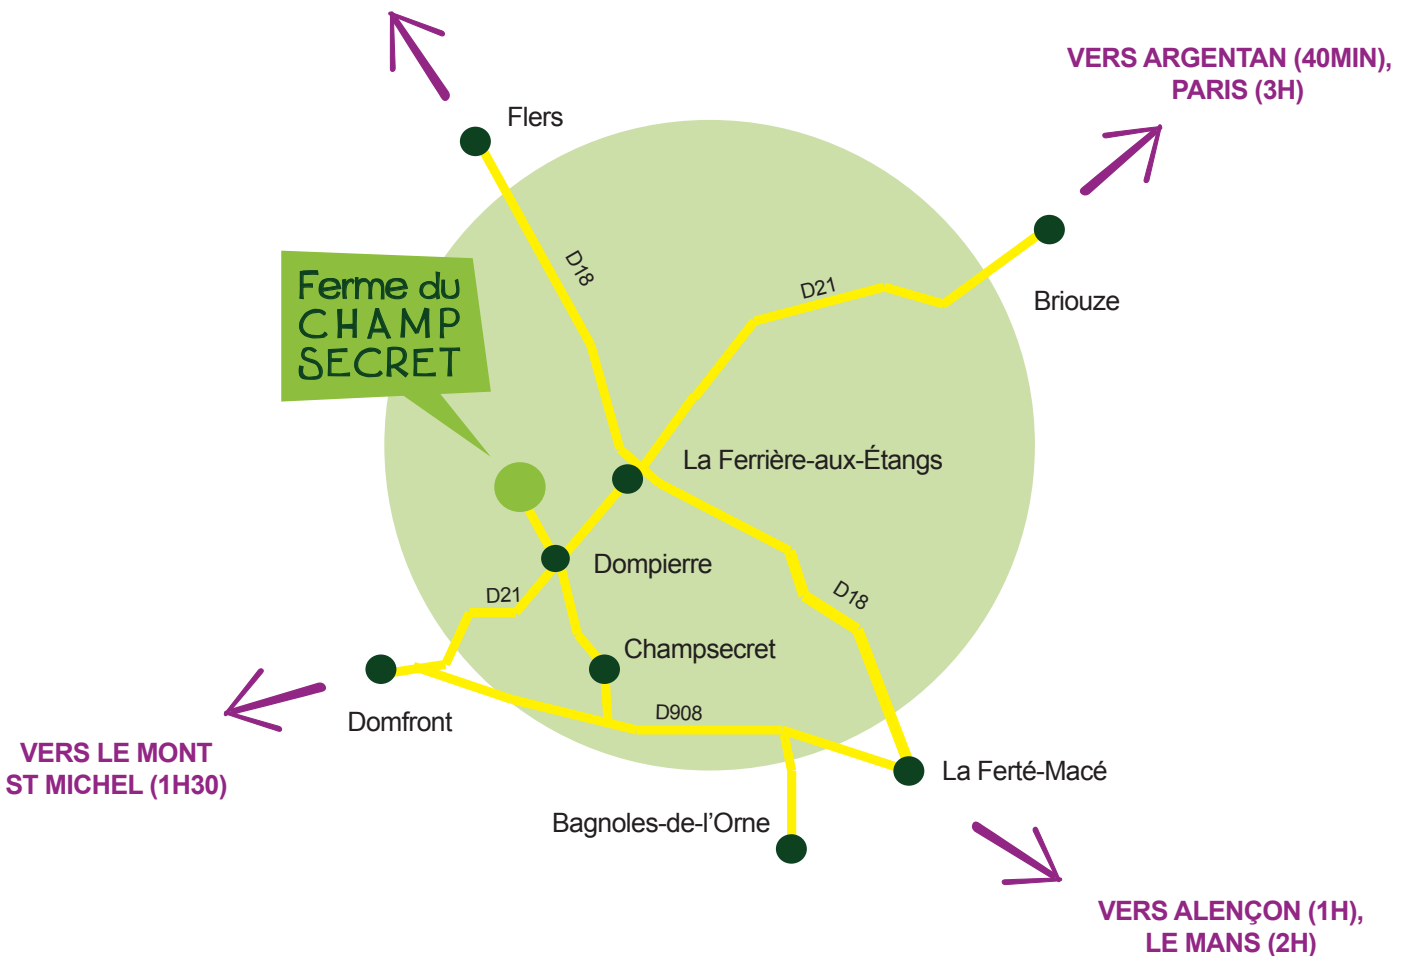 VERS ARGENTAN (40MIN),
PARIS (3H)
Flers
D18
D21
Briouze
Ferme du
CHAMP
SECRET
La Ferrière-aux-Étangs
Dompierre
D21
D18
Champsecret
Domfront
D908
VERS LE MONT
ST MICHEL (1H30)
La Ferté-Macé
Bagnoles-de-l’Orne
VERS ALENÇON (1H),
LE MANS (2H)